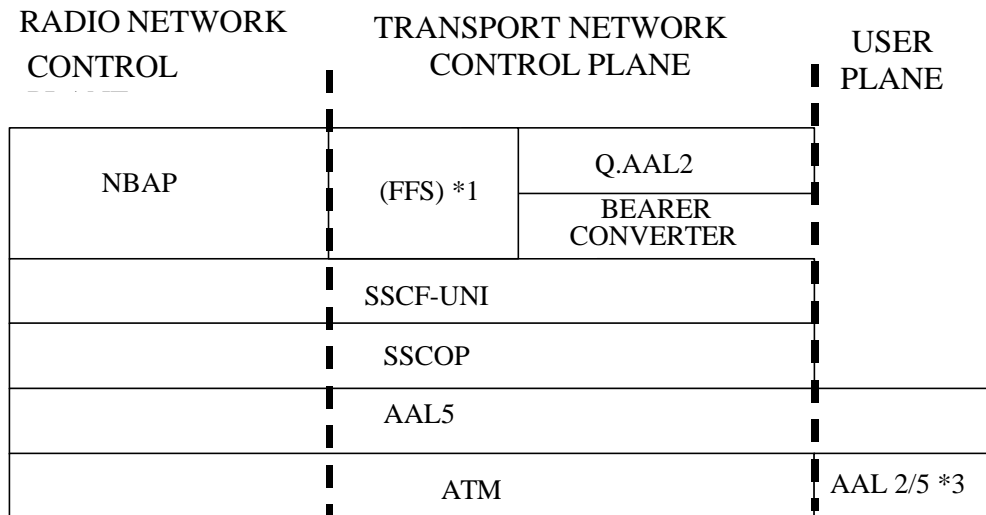 RADIO NETWORK
CONTROL
TRANSPORT NETWORK
CONTROL PLANE
USER
PLANE
NBAP
(FFS) *1
Q.AAL2
BEARER
CONVERTER
SSCF-UNI
SSCOP
AAL5
ATM
AAL 2/5 *3